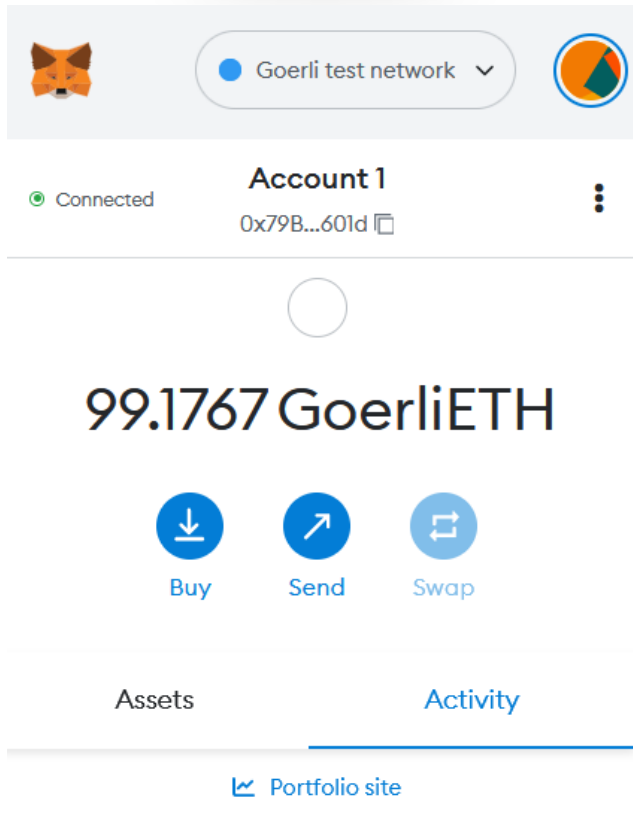 Goerli test network
Connected
Account 1
0x79B...601d
99.1767 GoerliETH
Buy
Send
Swap
Assets
Activity
Portfolio site